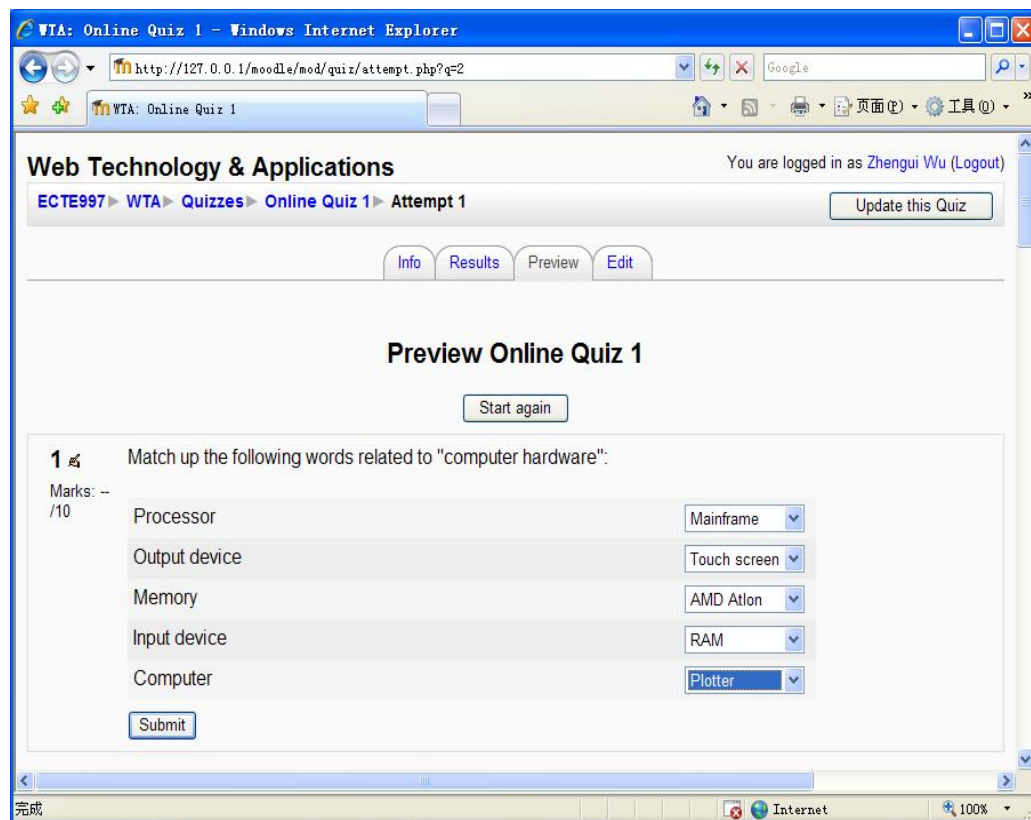 WTA: Online Quiz 1 - Windows Internet Explorer
http://127.0.0.1/moodle/mod/quiz/attempt.php?q=2
Google
WTA: Online Quiz 1
页面(P)
工具(O)
»
Web Technology & Applications
You are logged in as Zhengui Wu (Logout)
ECTE997 WTA Quizzes Online Quiz 1 Attempt 1
Update this Quiz
Info Results Preview Edit
Preview Online Quiz 1
Start again
1 Match up the following words related to "computer hardware":
Marks: --
/10
Processor Mainframe
Output device Touch screen
Memory AMD Atlon
Input device RAM
Computer Plotter
Submit
完成 Internet 100%